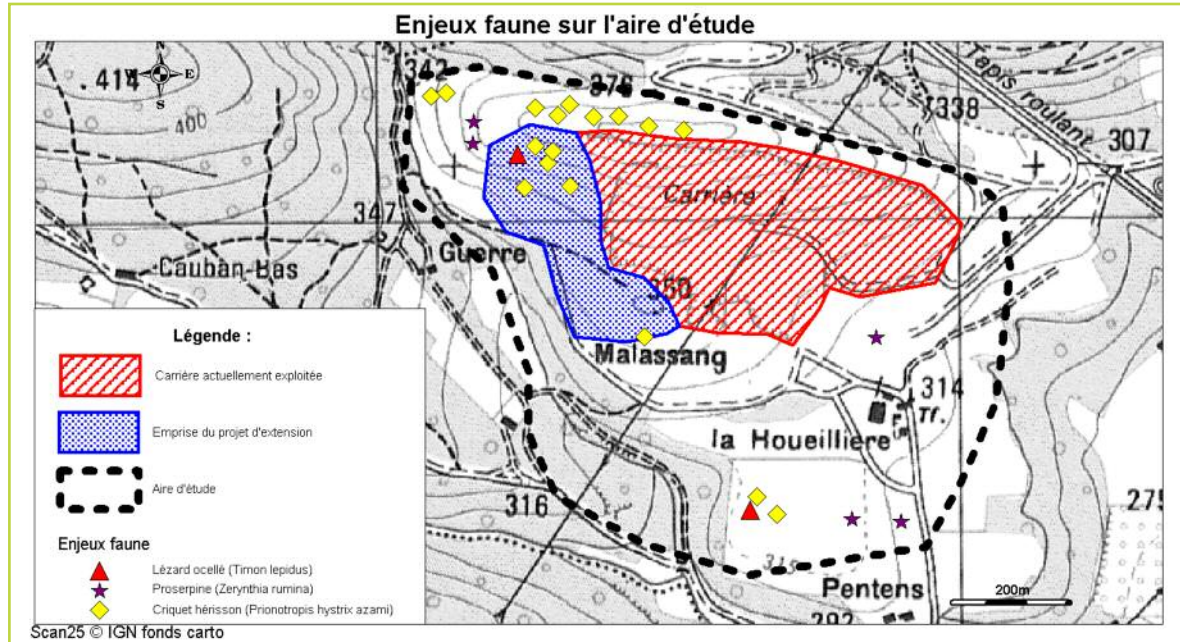 Enjeux faune sur l'aire d'étude
414
N
W E
S
400
342
376
338
Tapis roulant
307
347
Carrière
Guerre
Cauban-Bas
350
Malassang
314
Tf.
la Houeillière
316
275
315
Pentens
292
200m
Légende :
Carrière actuellement exploitée
Emprise du projet d'extension
Aire d'étude
Enjeux faune
Lézard ocellé (Timon lepidus)
Proserpine (Zerynthia rumina)
Criquet hérisson (Prionotropis hystrix azami)
Scan25 © IGN fonds carto